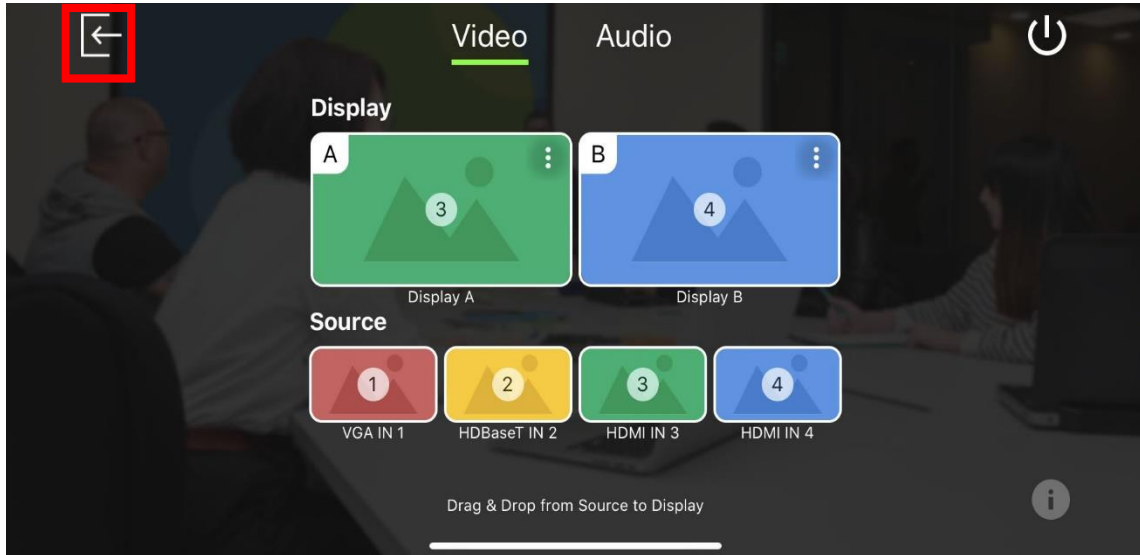 Video Audio
Display
A B
3 4
Display A Display B
Source
1 2 3 4
VGA IN 1 HDBaseT IN 2 HDMI IN 3 HDMI IN 4
Drag & Drop from Source to Display
i